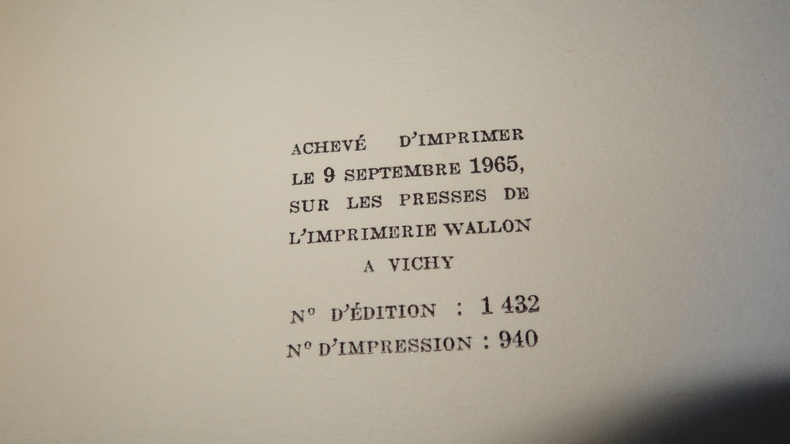 ACHEVÉ D'IMPRIMER
LE 9 SEPTEMBRE 1965,
SUR LES PRESSES DE
L'IMPRIMERIE WALLON
A VICHY
Nº D'ÉDITION : 1 432
Nº D'IMPRESSION : 940